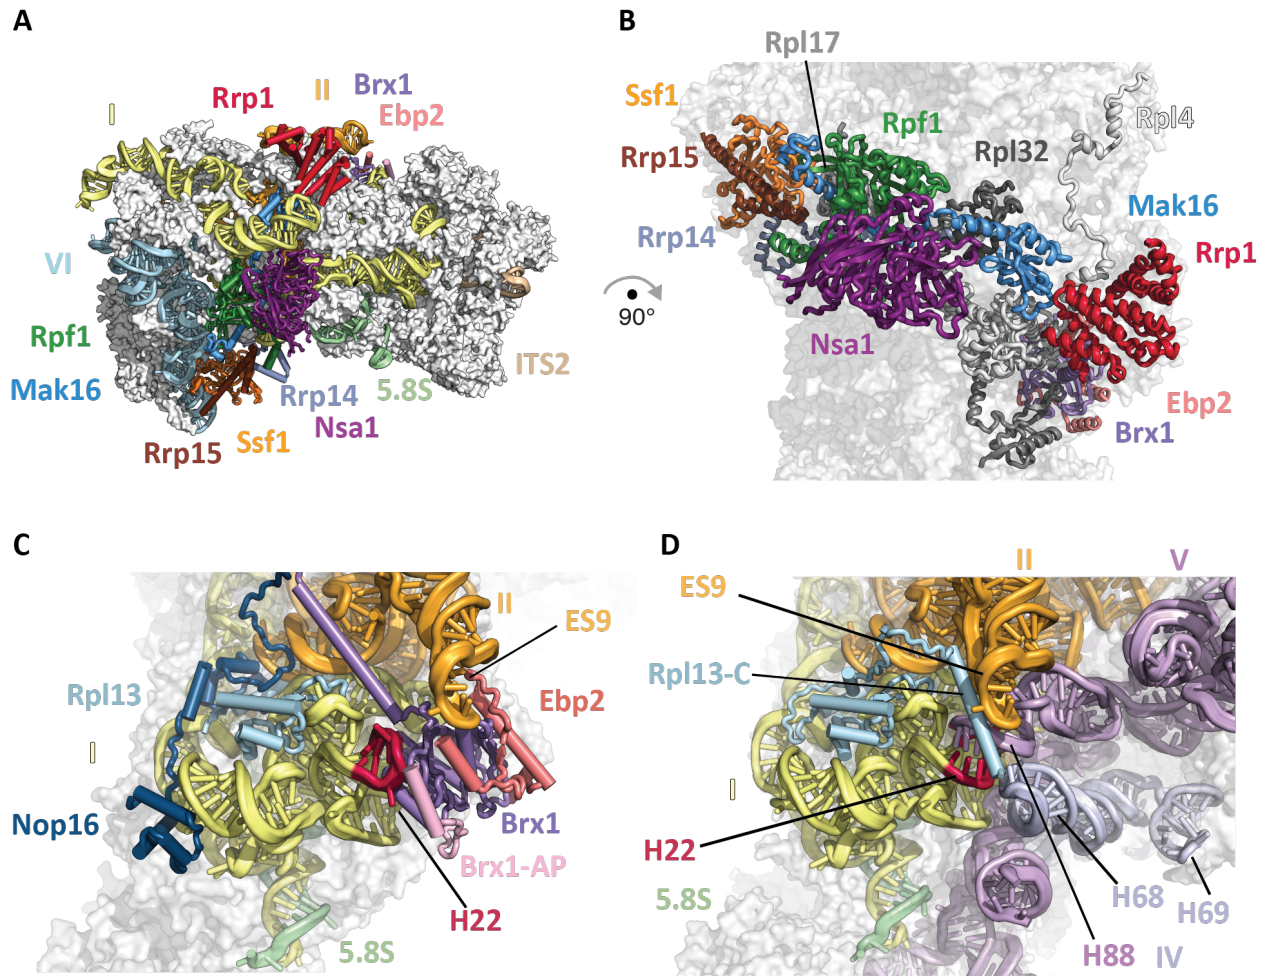 A
I
Rrp1
II
Brx1
Ebp2
VI
Rpf1
Mak16
Rrp15
Ssf1
Rrp14
Nsa1
5.8S
ITS2
90°
B
Rpl17
Ssf1
Rpf1
Rpl4
Rrp15
Rpl32
Mak16
Rrp14
Rrp1
Nsa1
Ebp2
Brx1
C
II
ES9
Rpl13
Ebp2
I
Nop16
Brx1
Brx1-AP
H22
5.8S
D
II
V
ES9
Rpl13-C
I
H22
5.8S
H68
H69
H88
IV